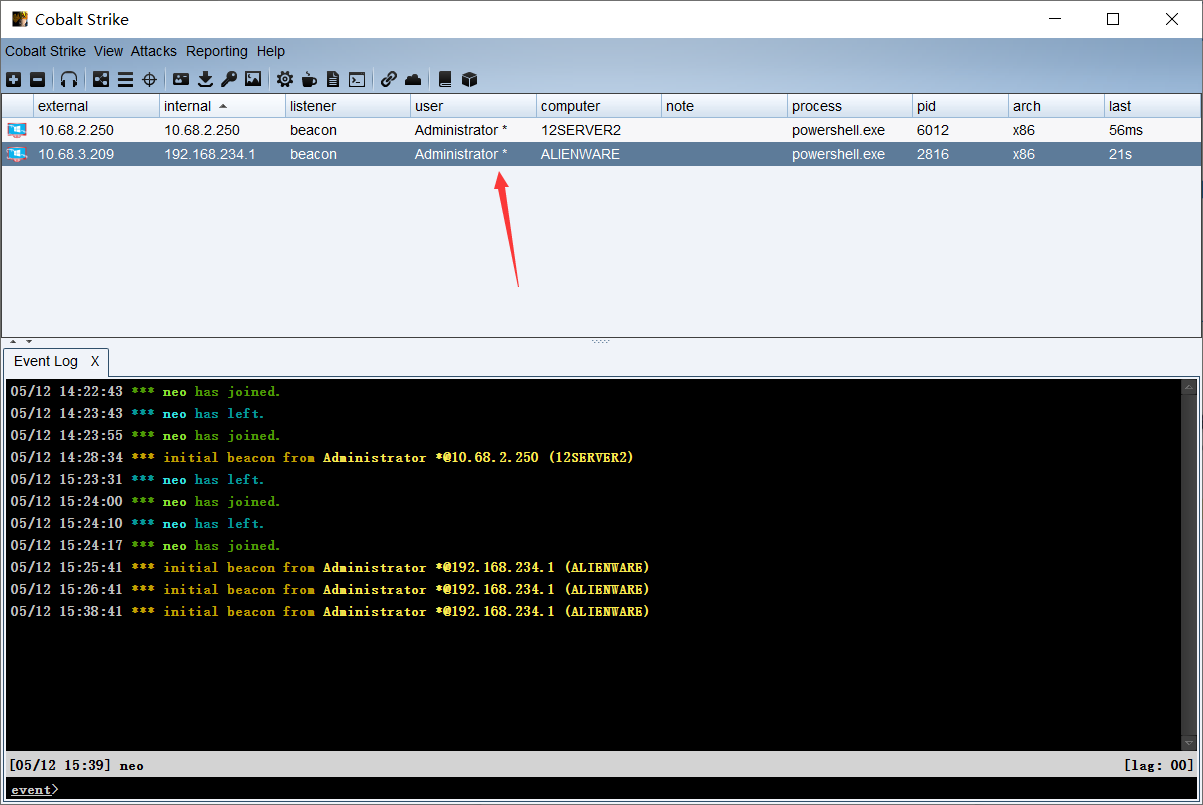 Cobalt Strike
Cobalt Strike View Attacks Reporting Help
external internal listener user computer note process pid arch last
10.68.2.250 10.68.2.250 beacon Administrator * 12SERVER2 powershell.exe 6012 x86 56ms
10.68.3.209 192.168.234.1 beacon Administrator * ALIENWARE powershell.exe 2816 x86 21s
Event Log X
05/12 14:22:43 *** neo has joined.
05/12 14:23:43 *** neo has left.
05/12 14:23:55 *** neo has joined.
05/12 14:28:34 *** initial beacon from Administrator *@10.68.2.250 (12SERVER2)
05/12 15:23:31 *** neo has left.
05/12 15:24:00 *** neo has joined.
05/12 15:24:10 *** neo has left.
05/12 15:24:17 *** neo has joined.
05/12 15:25:41 *** initial beacon from Administrator *@192.168.234.1 (ALIENWARE)
05/12 15:26:41 *** initial beacon from Administrator *@192.168.234.1 (ALIENWARE)
05/12 15:38:41 *** initial beacon from Administrator *@192.168.234.1 (ALIENWARE)
[05/12 15:39] neo [lag: 00]
event>